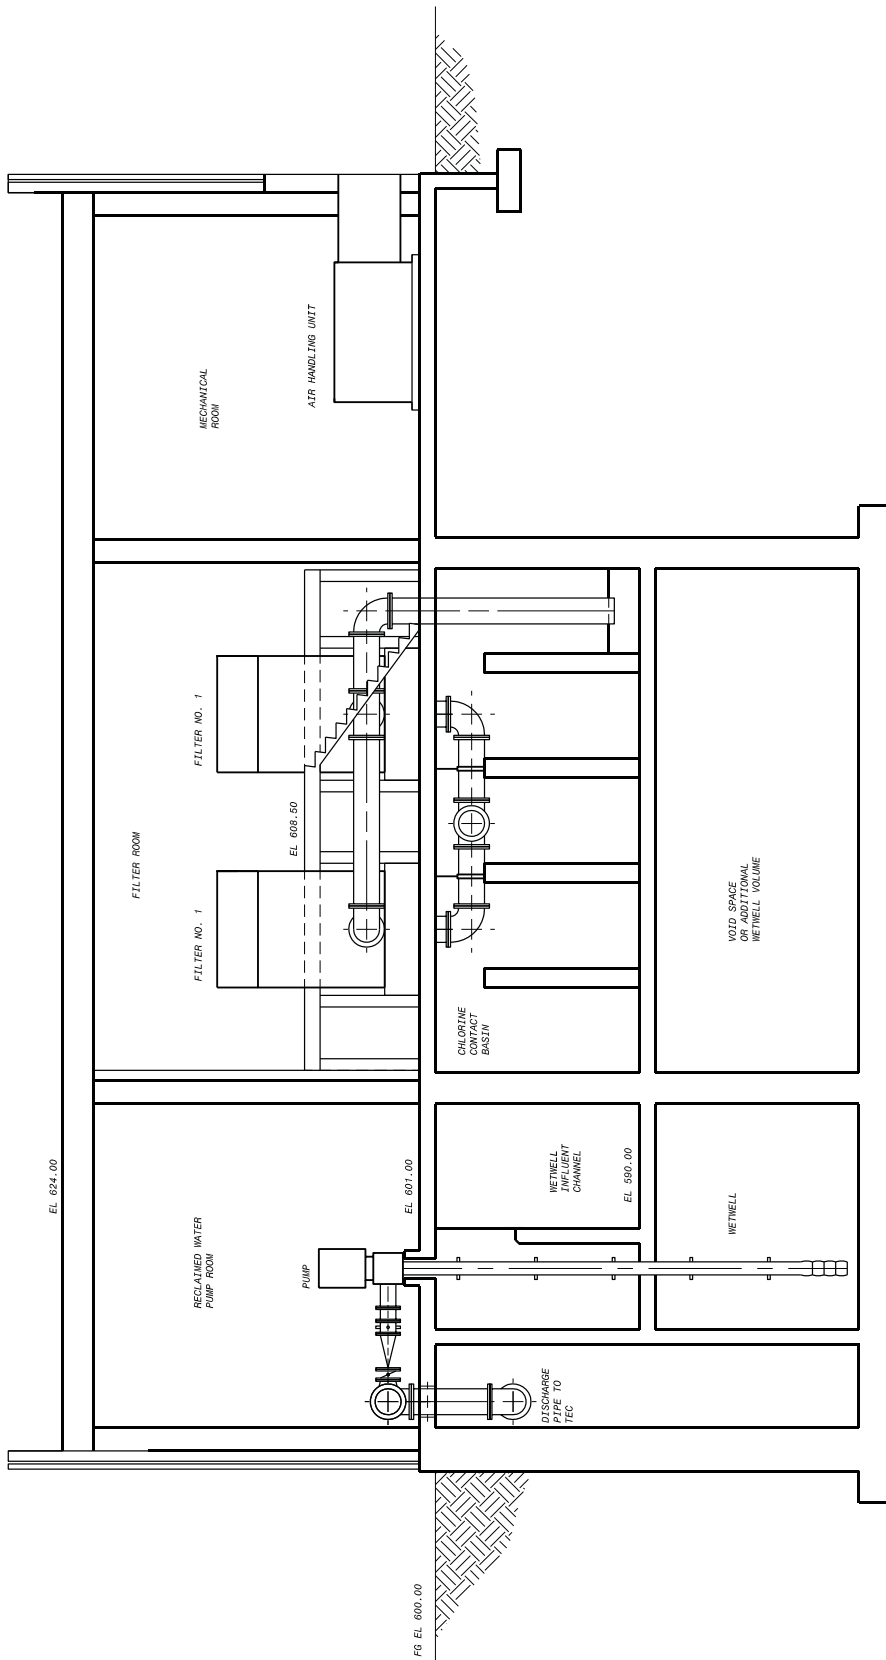 EL 624.00
RECLAIMED WATER
PUMP ROOM
FILTER ROOM
MECHANICAL
ROOM
FILTER NO. 1
FILTER NO. 1
EL 608.50
AIR HANDLING UNIT
PUMP
EL 601.00
FG EL 600.00
CHLORINE
CONTACT
BASIN
DISCHARGE
PIPE TO
TEC
WETWELL
INFLUENT
CHANNEL
EL 590.00
WETWELL
VOID SPACE
OR ADDITIONAL
WETWELL VOLUME